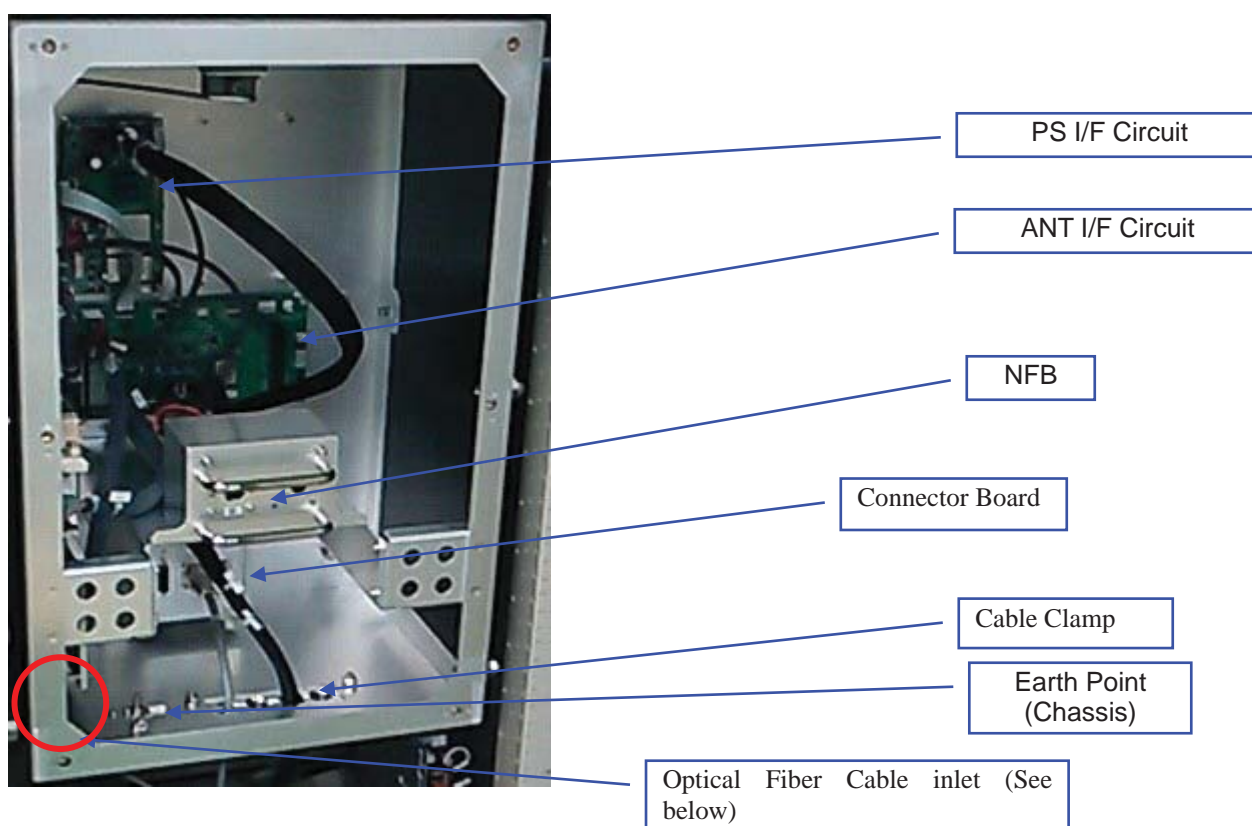 PS I/F Circuit
ANT I/F Circuit
NFB
Connector Board
Cable Clamp
Earth Point
(Chassis)
Optical Fiber Cable inlet (See
below)